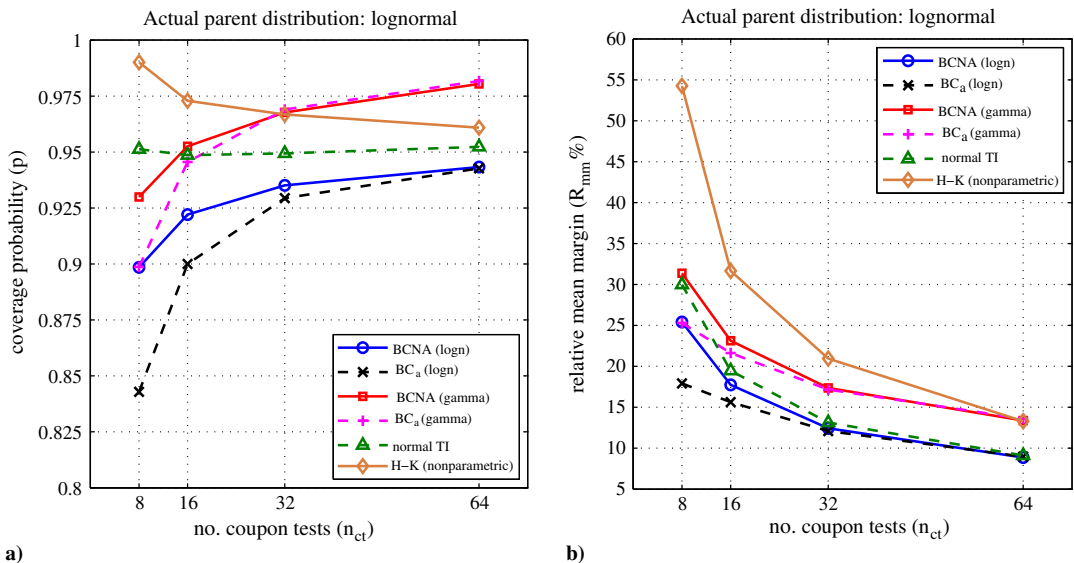 Actual parent distribution: lognormal
1
0.975
0.95
0.925
0.9
0.875
0.85
0.825
0.8
coverage probability (p)
8
16
32
64
no. coupon tests (n_ct)
BCNA (logn)
BC_a (logn)
BCNA (gamma)
BC_a (gamma)
normal TI
H−K (nonparametric)
a)
Actual parent distribution: lognormal
60
55
50
45
40
35
30
25
20
15
10
5
relative mean margin (R_mm %)
8
16
32
64
no. coupon tests (n_ct)
BCNA (logn)
BC_a (logn)
BCNA (gamma)
BC_a (gamma)
normal TI
H−K (nonparametric)
b)